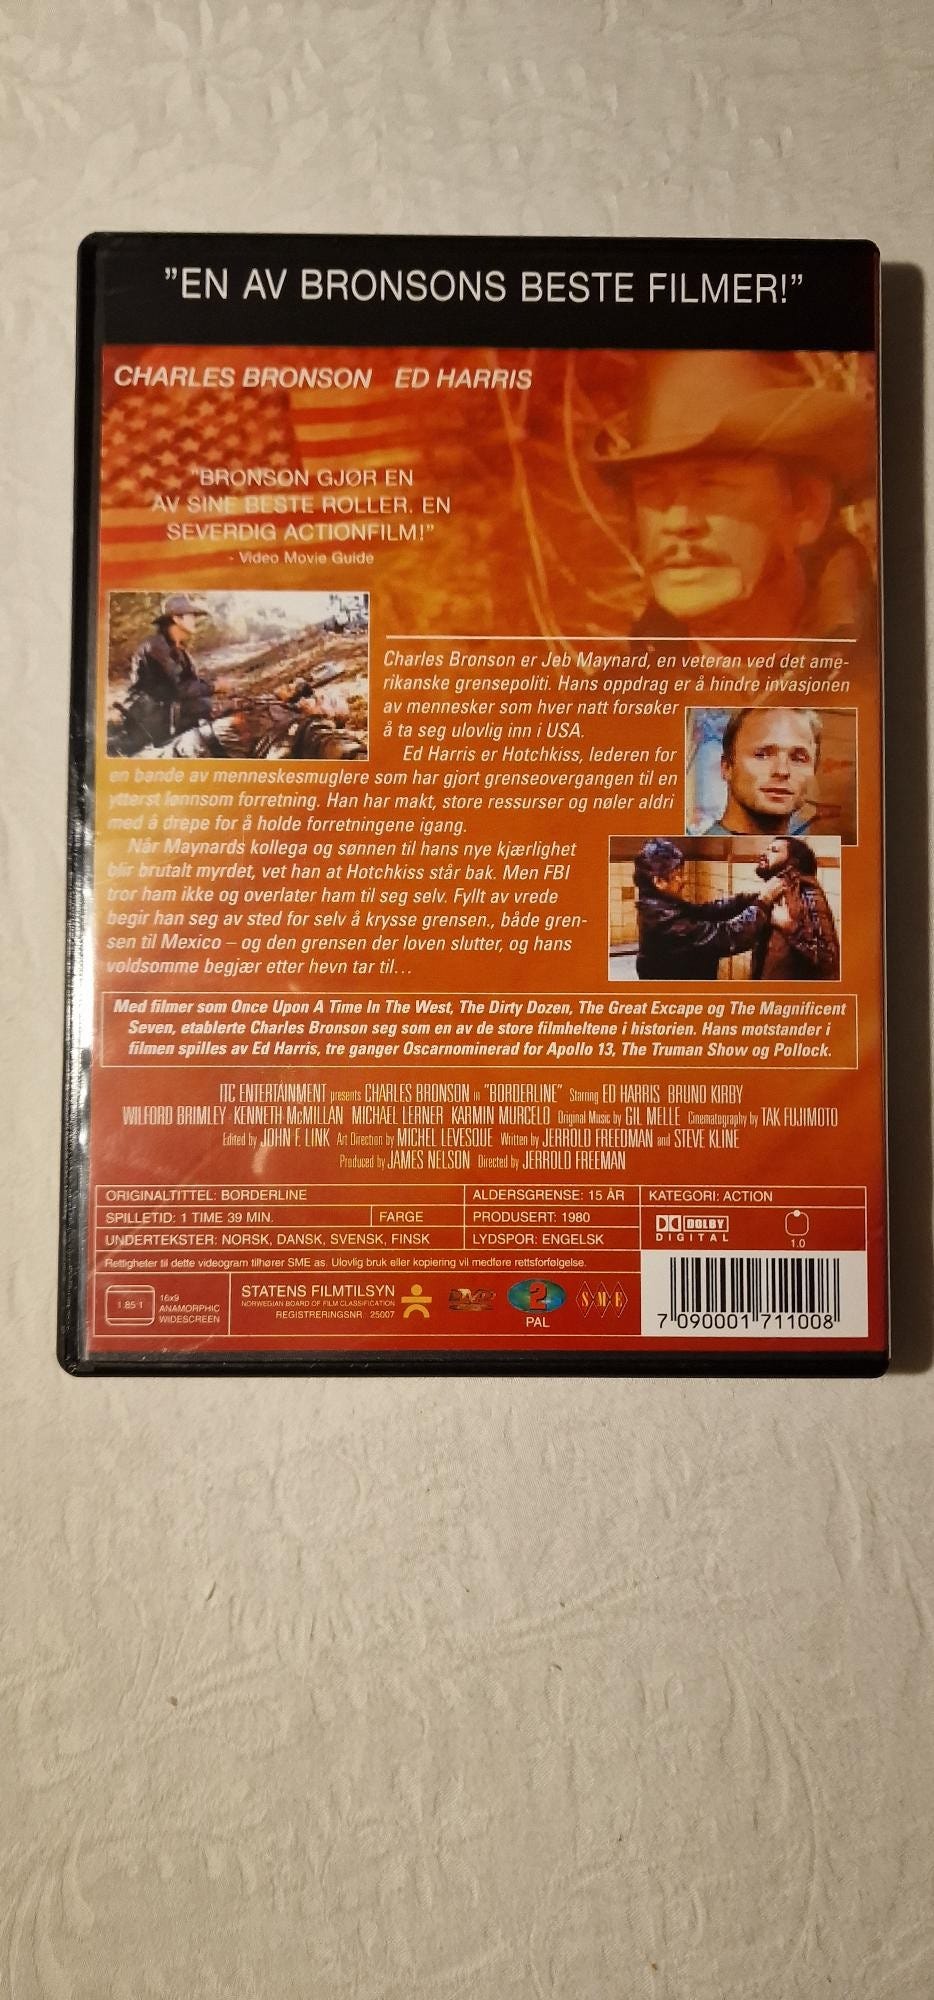 "EN AV BRONSONS BESTE FILMER!"
CHARLES BRONSON ED HARRIS
"BRONSON GJØR EN
AV SINE BESTE ROLLER. EN
SEVERDIG ACTIONFILM!"
- Video Movie Guide
Charles Bronson er Jeb Maynard, en veteran ved det ame-
rikanske grensepoliti. Hans oppdrag er å hindre invasjonen
av mennesker som hver natt forsøker
å ta seg ulovlig inn i USA.
Ed Harris er Hotchkiss, lederen for
en bande av menneskesmuglere som har gjort grenseovergangen til en
ytterst lønnsom forretning. Han har makt, store ressurser og nøler aldri
med å drepe for å holde forretningene igang.
Når Maynards kollega og sønnen til hans nye kjærlighet
blir brutalt myrdet, vet han at Hotchkiss står bak. Men FBI
tror ham ikke og overlater ham til seg selv. Fyllt av vrede
begir han seg av sted for selv å krysse grensen., både gren-
sen til Mexico – og den grensen der loven slutter, og hans
voldsomme begjær etter hevn tar til...
Med filmer som Once Upon A Time In The West, The Dirty Dozen, The Great Excape og The Magnificent
Seven, etablerte Charles Bronson seg som en av de store filmheltene i historien. Hans motstander i
filmen spilles av Ed Harris, tre ganger Oscarnominerad for Apollo 13, The Truman Show og Pollock.
ITC ENTERTAINMENT presents CHARLES BRONSON in "BORDERLINE" Starring ED HARRIS BRUNO KIRBY
WILFORD BRIMLEY KENNETH McMILLAN MICHAEL LERNER KARMIN MURCELO Original Music by GIL MELLE Cinematography by TAK FUJIMOTO
Edited by JOHN F. LINK Art Direction by MICHEL LEVESQUE Written by JERROLD FREEDMAN and STEVE KLINE
Produced by JAMES NELSON Directed by JERROLD FREEMAN
ORIGINALTITTEL: BORDERLINE ALDERSGRENSE: 15 ÅR KATEGORI: ACTION
SPILLETID: 1 TIME 39 MIN. FARGE PRODUSERT: 1980
UNDERTEKSTER: NORSK, DANSK, SVENSK, FINSK LYDSPOR: ENGELSK
DOLBY
DIGITAL
1.0
Rettigheter til dette videogram tilhører SME as. Ulovlig bruk eller kopiering vil medføre rettsforfølgelse.
1.85:1
16x9
ANAMORPHIC
WIDESCREEN
STATENS FILMTILSYN
NORWEGIAN BOARD OF FILM CLASSIFICATION
REGISTRERINGSNR. 25007
DVD
2
PAL
S M E
7 090001 711008